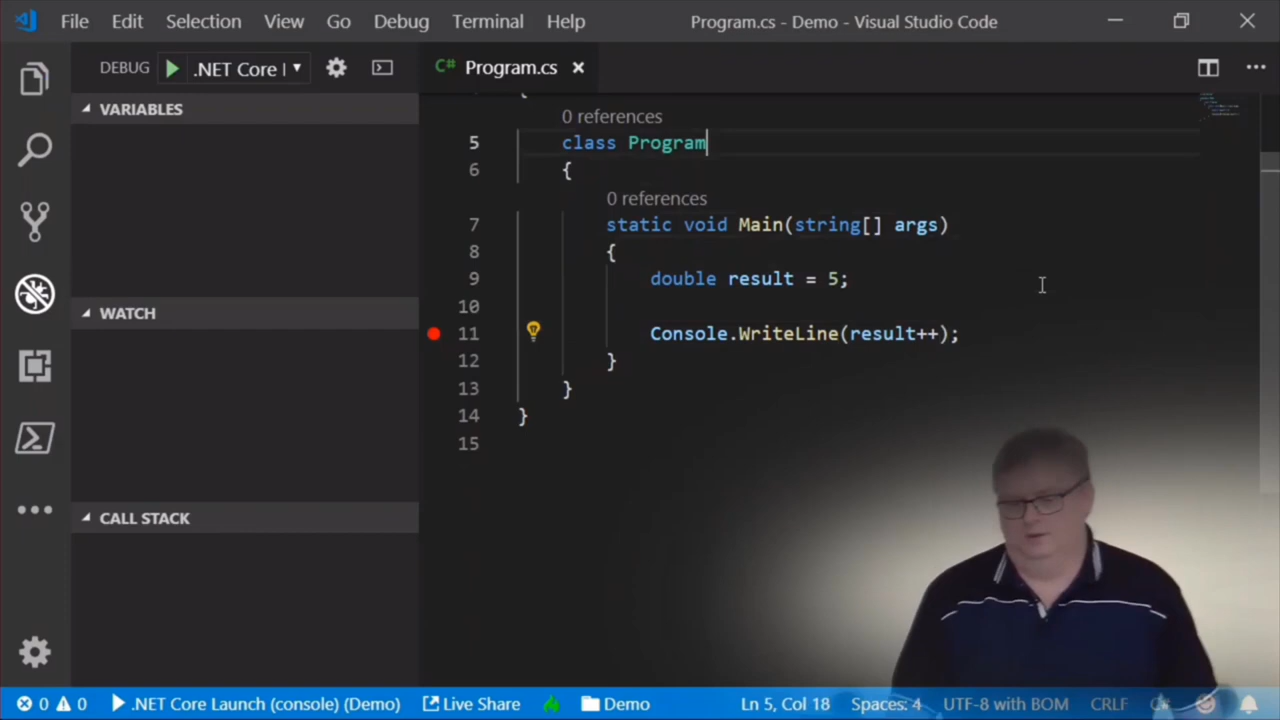 File Edit Selection View Go Debug Terminal Help Program.cs - Demo - Visual Studio Code
DEBUG .NET Core
C# Program.cs
VARIABLES
WATCH
CALL STACK
0 references
5 class Program
6 {
0 references
7 static void Main(string[] args)
8 {
9 double result = 5;
10
11 Console.WriteLine(result++);
12 }
13 }
14 }
15
0 0 .NET Core Launch (console) (Demo) Live Share Demo Ln 5, Col 18 Spaces: 4 UTF-8 with BOM CRLF C#